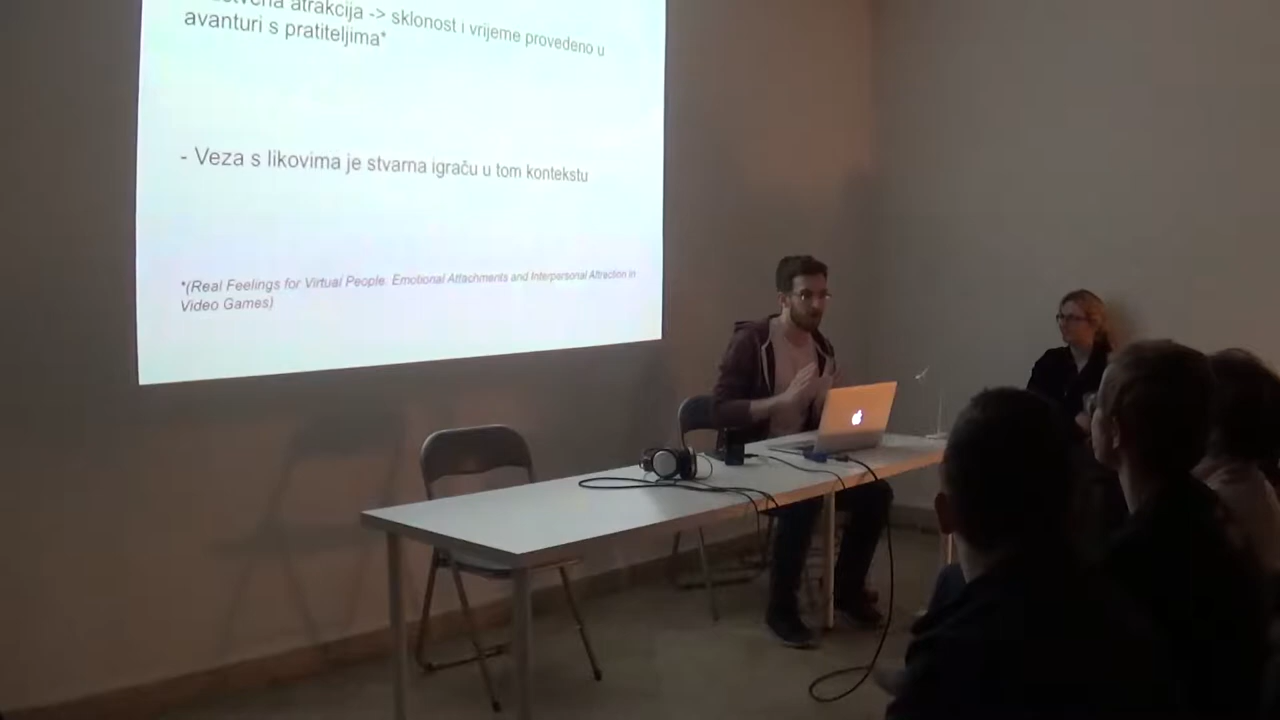 atrakcija -> sklonost i vrijeme provedeno u
avanturi s pratiteljima*
- Veza s likovima je stvarna igraču u tom kontekstu
*(Real Feelings for Virtual People: Emotional Attachments and Interpersonal Attraction in
Video Games)